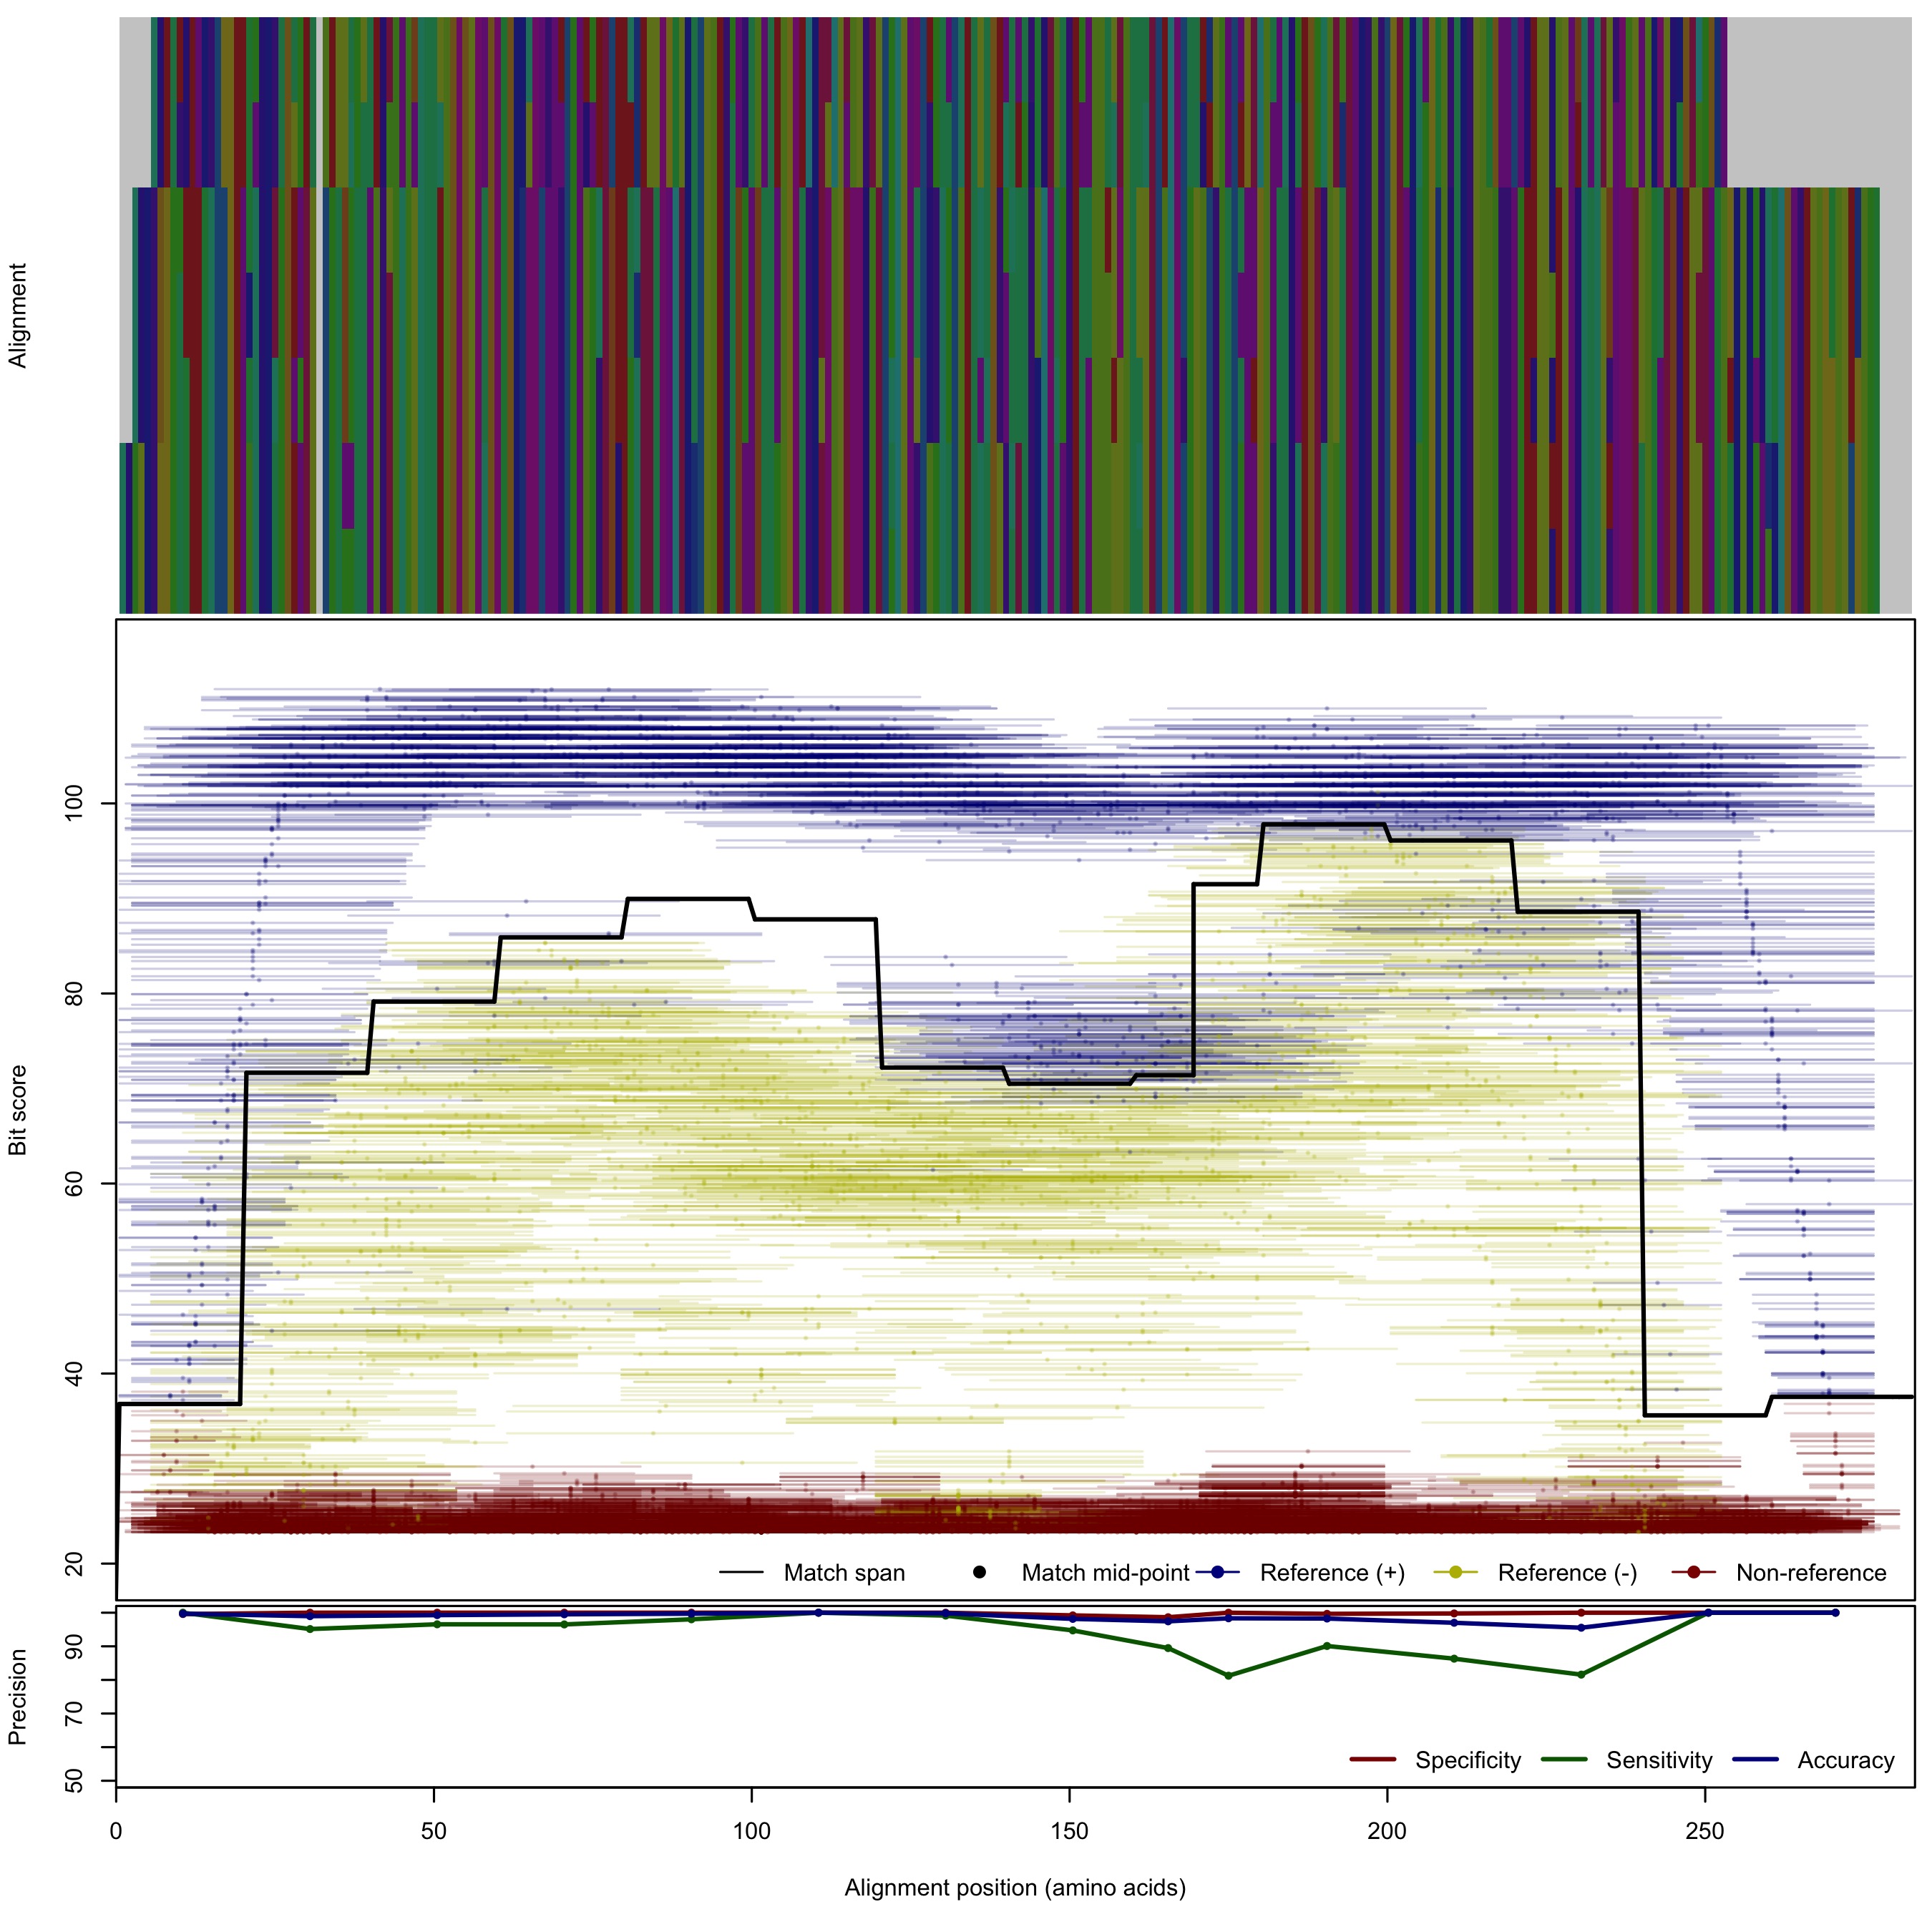 Alignment
Bit score
100
80
60
40
20
Match span
Match mid-point
Reference (+)
Reference (-)
Non-reference
Precision
90
70
50
Specificity
Sensitivity
Accuracy
0
50
100
150
200
250
Alignment position (amino acids)